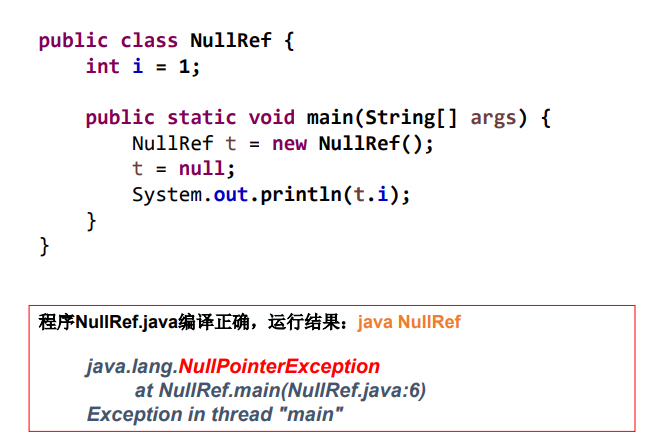 public class NullRef {
int i = 1;
public static void main(String[] args) {
NullRef t = new NullRef();
t = null;
System.out.println(t.i);
}
}
程序NullRef.java编译正确，运行结果：java NullRef
java.lang.NullPointerException
at NullRef.main(NullRef.java:6)
Exception in thread "main"